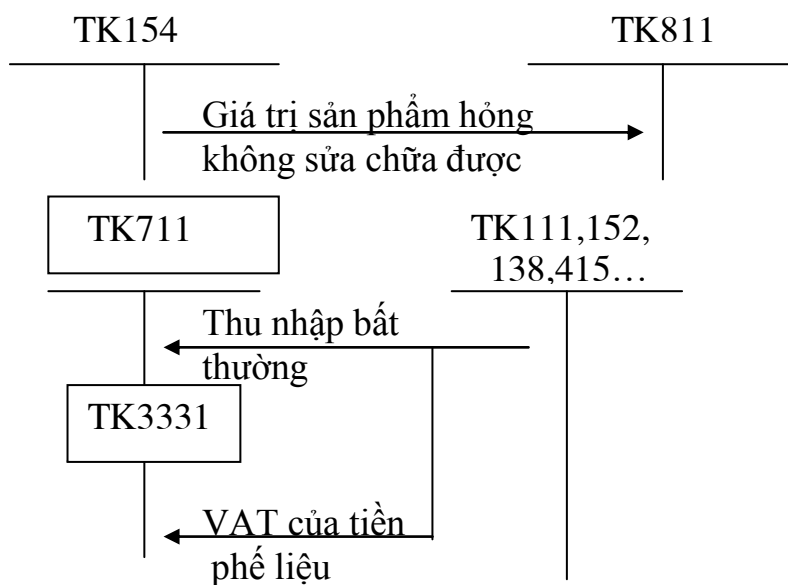 TK154
TK811
Giá trị sản phẩm hỏng
không sửa chữa được
TK711
TK111,152,
138,415…
Thu nhập bất
thường
TK3331
VAT của tiền
phế liệu